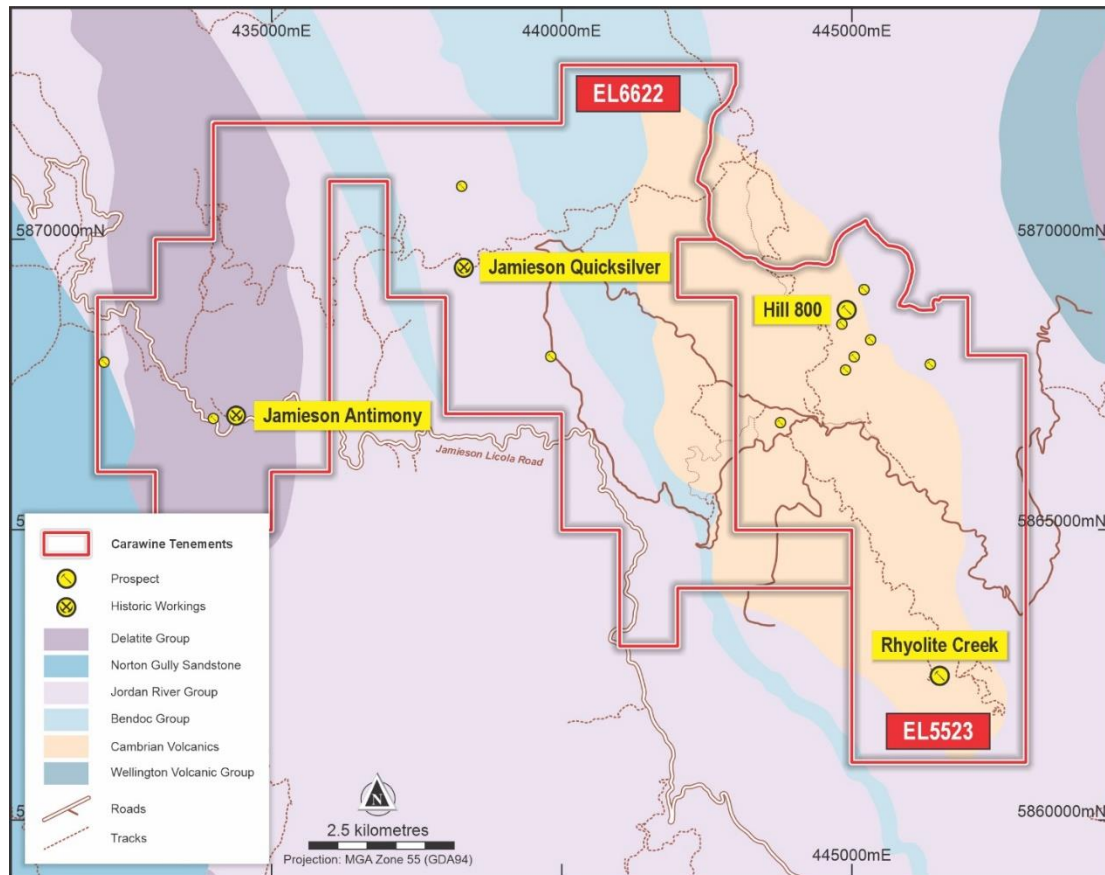 435000mE
440000mE
445000mE
EL6622
5870000mN
5870000mN
Jamieson Quicksilver
Hill 800
Jamieson Antimony
Jamieson Licola Road
5
5865000mN
Carawine Tenements
Prospect
Historic Workings
Delatite Group
Norton Gully Sandstone
Jordan River Group
Bendoc Group
Cambrian Volcanics
Wellington Volcanic Group
Roads
Tracks
Rhyolite Creek
EL5523
N
2.5 kilometres
Projection: MGA Zone 55 (GDA94)
5
5860000mN
445000mE